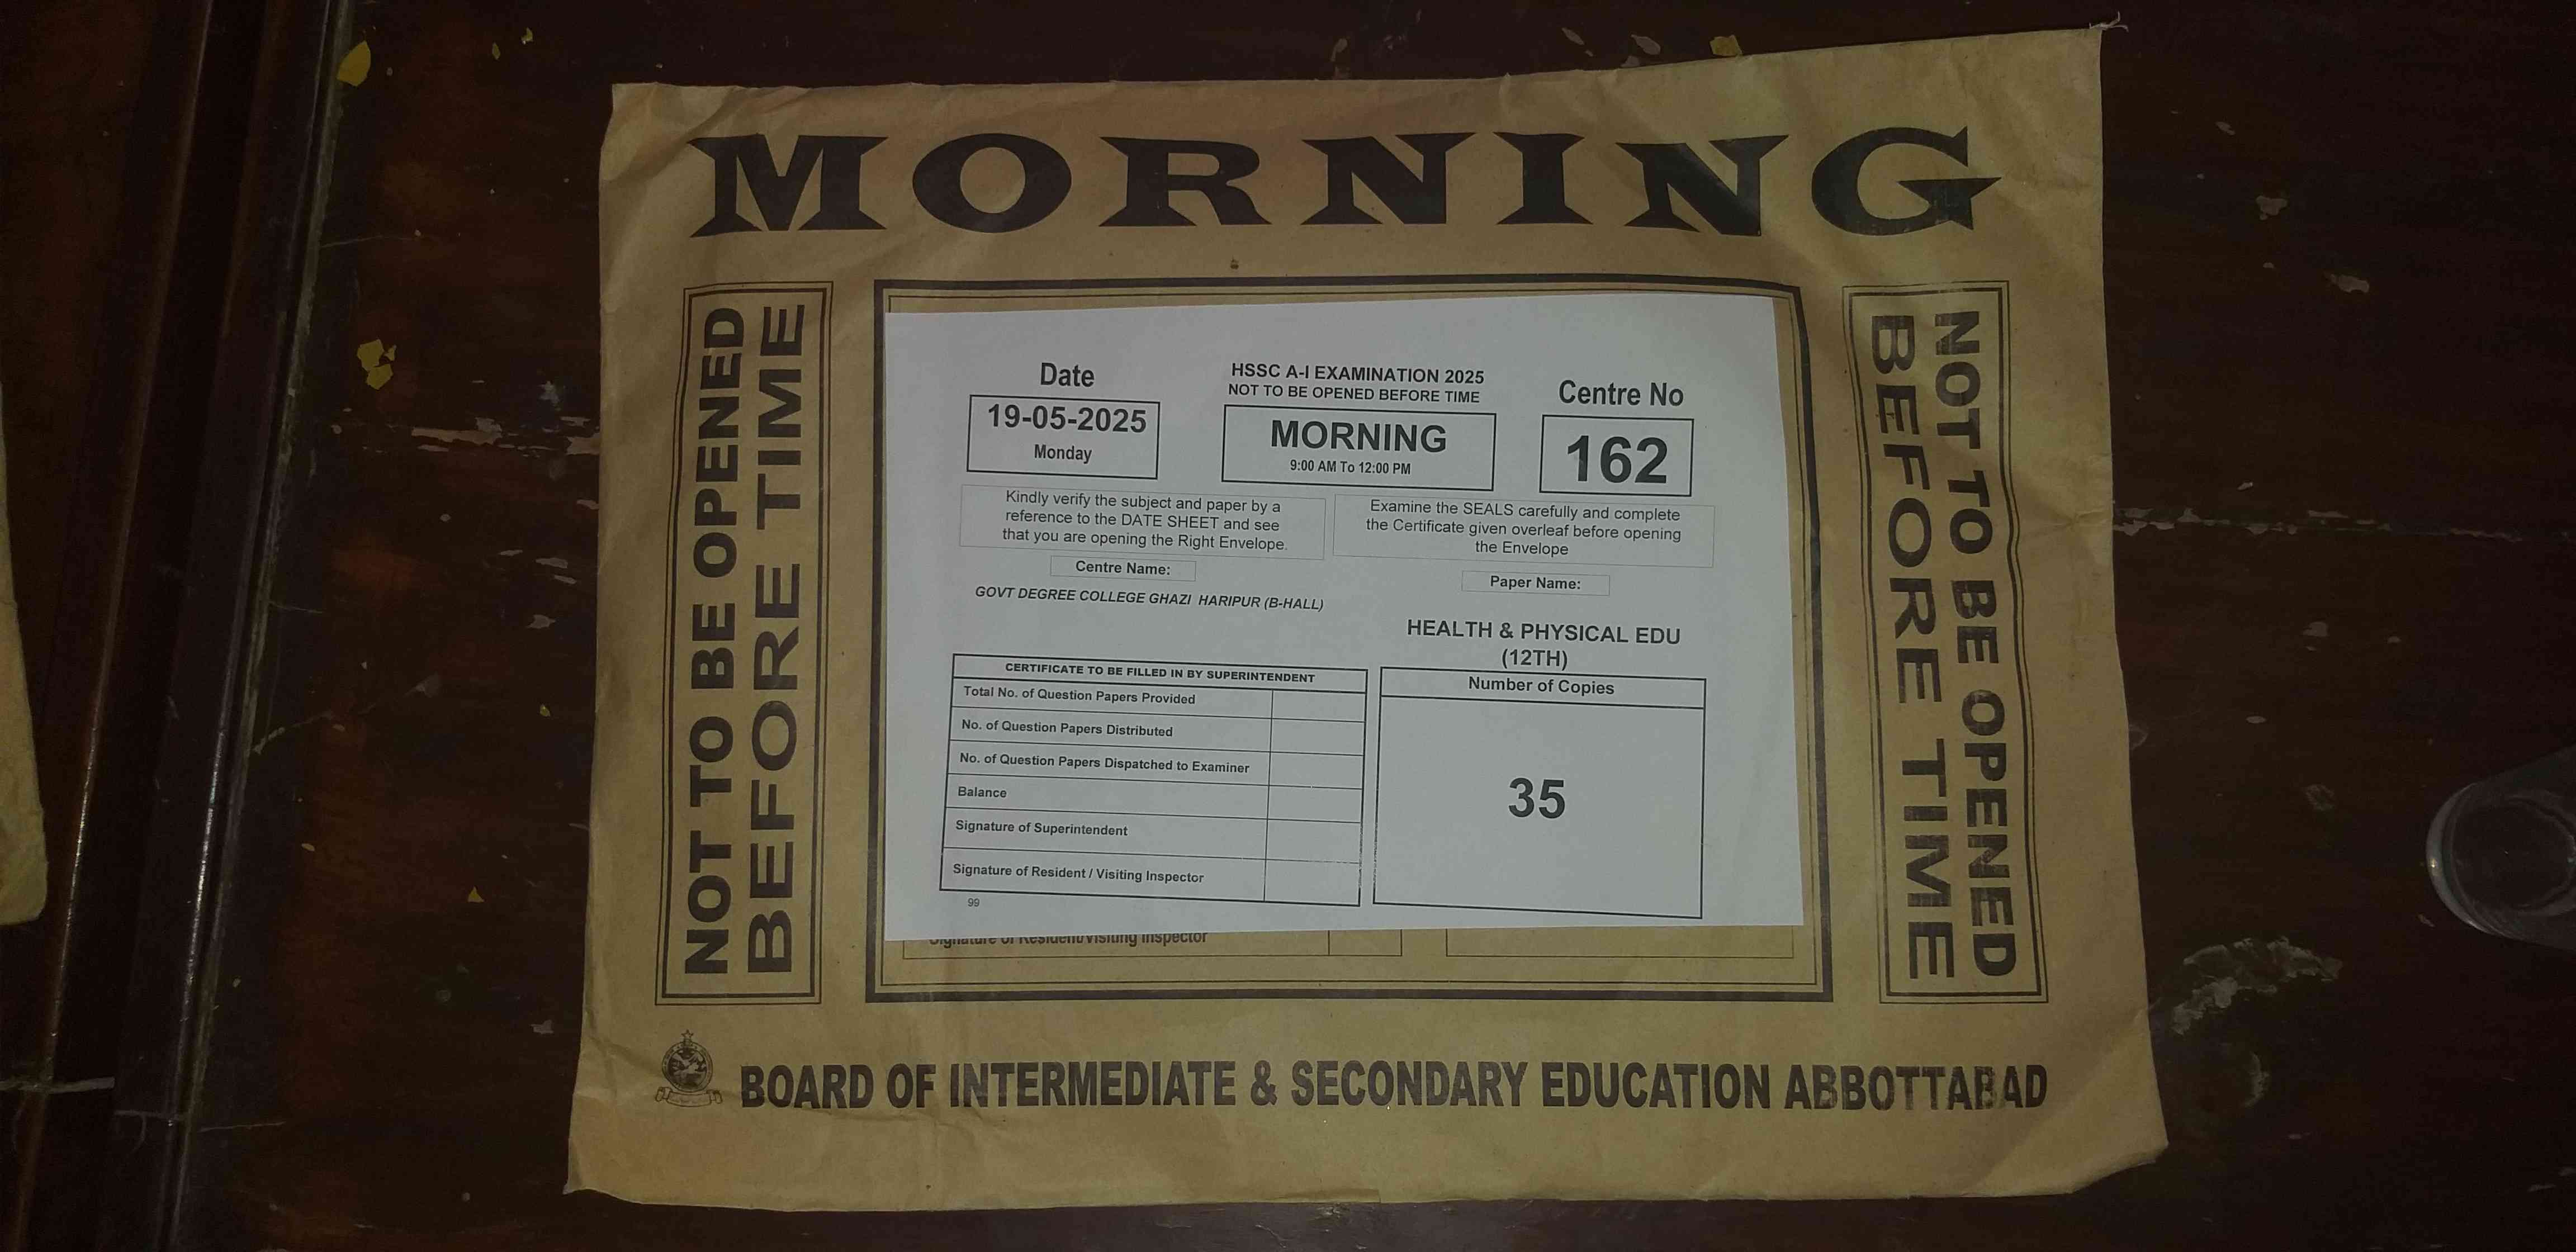 MORNING
NOT TO BE OPENED
BEFORE TIME
Date
19-05-2025
Monday
HSSC A-I EXAMINATION 2025
NOT TO BE OPENED BEFORE TIME
MORNING
9:00 AM To 12:00 PM
Centre No
162
Kindly verify the subject and paper by a
reference to the DATE SHEET and see
that you are opening the Right Envelope.
Examine the SEALS carefully and complete
the Certificate given overleaf before opening
the Envelope
Centre Name:
GOVT DEGREE COLLEGE GHAZI HARIPUR (B-HALL)
Paper Name:
HEALTH & PHYSICAL EDU
(12TH)
CERTIFICATE TO BE FILLED IN BY SUPERINTENDENT
Total No. of Question Papers Provided
No. of Question Papers Distributed
No. of Question Papers Dispatched to Examiner
Balance
Signature of Superintendent
Signature of Resident / Visiting Inspector
Number of Copies
35
99
Signature of Resident/Visiting Inspector
NOT TO BE OPENED
BEFORE TIME
BOARD OF INTERMEDIATE & SECONDARY EDUCATION ABBOTTABAD